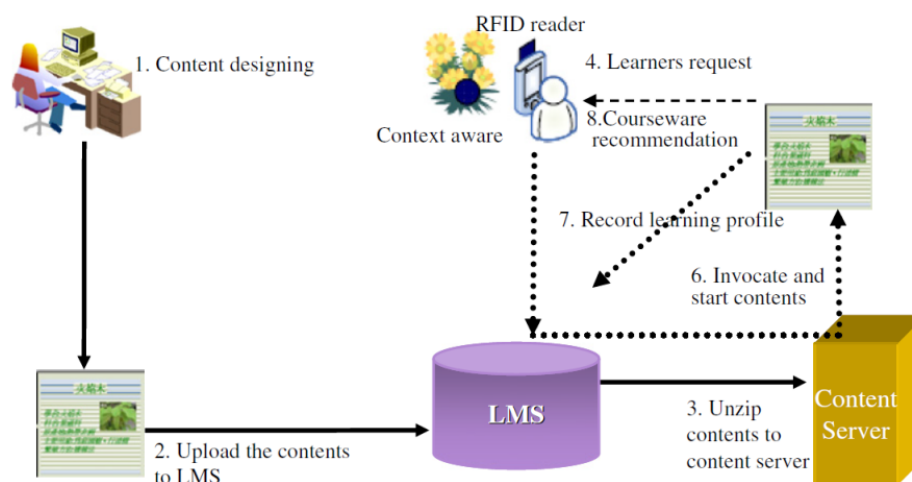 RFID reader
1. Content designing
4. Learners request
Context aware
8.Courseware
recommendation
7. Record learning profile
6. Invocate and
start contents
LMS
3. Unzip
contents to
content server
Content
Server
2. Upload the contents
to LMS